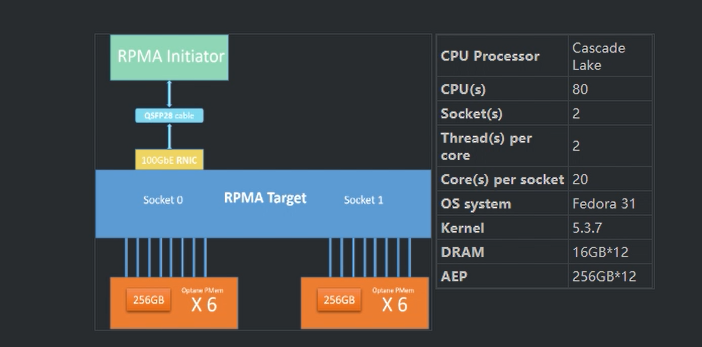 RPMA Initiator
QSFP28 cable
100GbE RNIC
Socket 0
RPMA Target
Socket 1
256GB
Optane PMem
X 6
256GB
Optane PMem
X 6
CPU Processor Cascade
Lake
CPU(s) 80
Socket(s) 2
Thread(s) per
core 2
Core(s) per socket 20
OS system Fedora 31
Kernel 5.3.7
DRAM 16GB*12
AEP 256GB*12